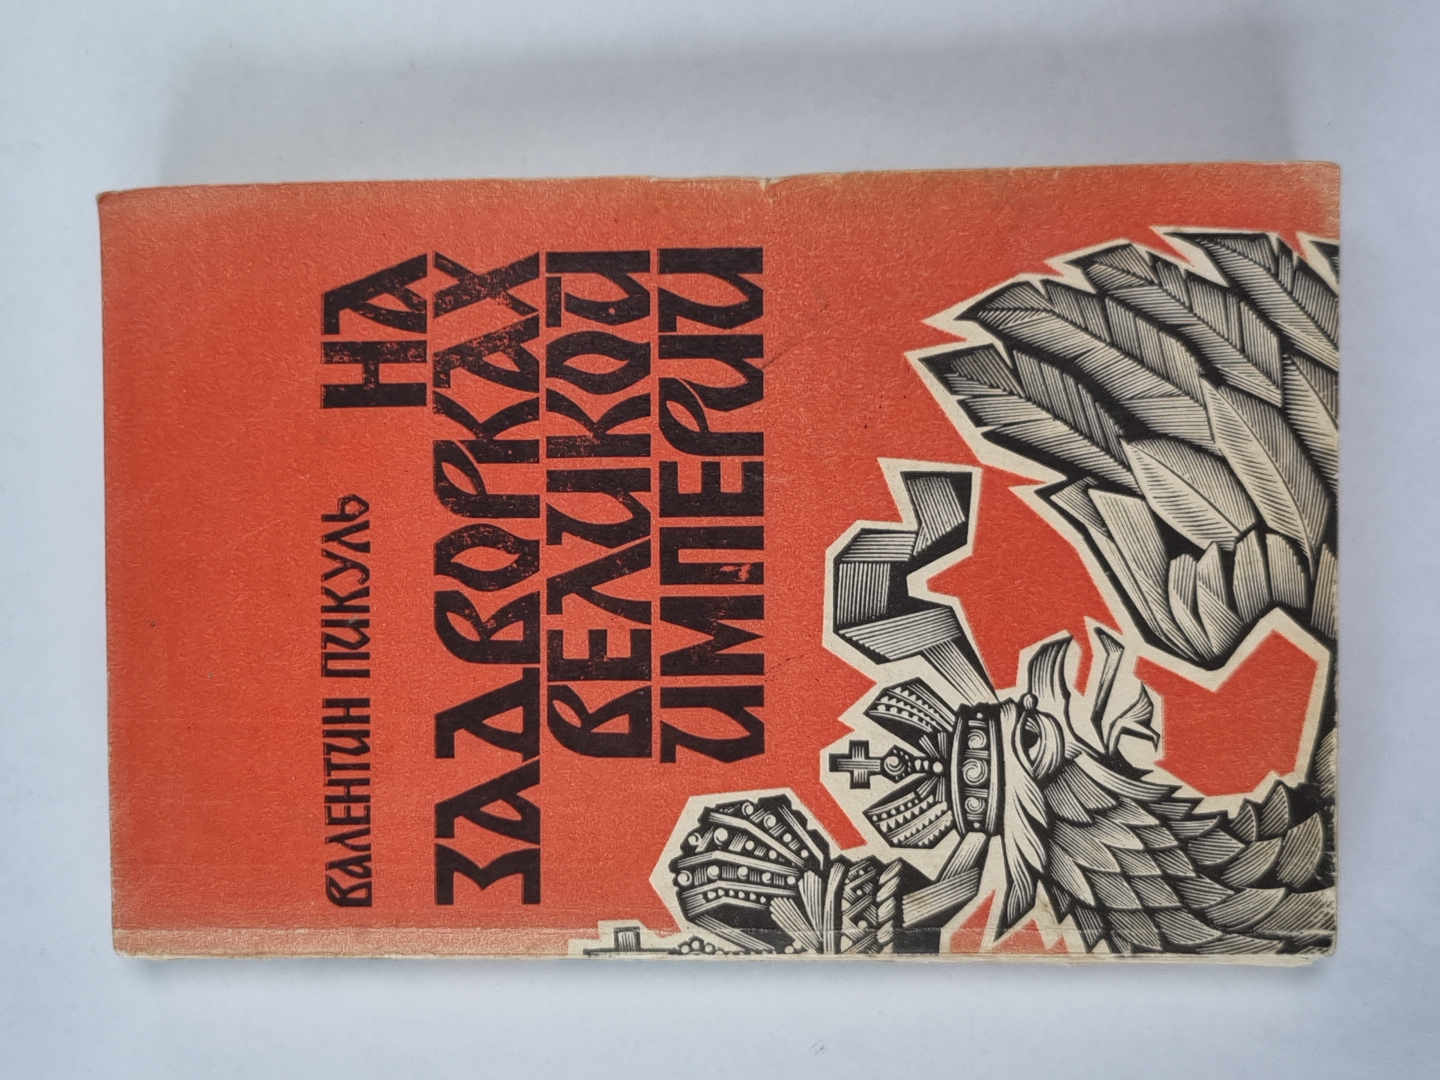 ВАЛЕНТИН ПИКУЛЬ
НА
ЗАДВОРКАХ
ВЕЛИКОЙ
ИМПЕРИИ